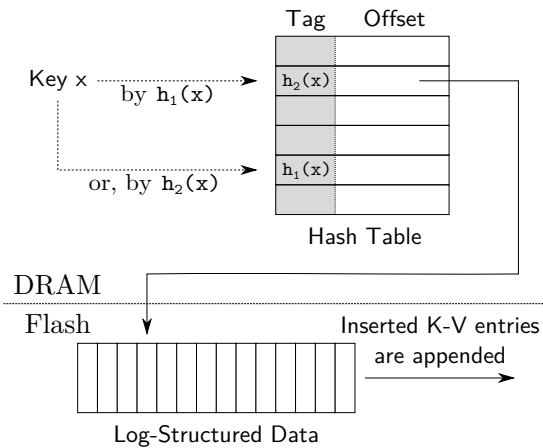 Tag Offset
Key x
h₂(x)
by h₁(x)
h₁(x)
or, by h₂(x)
Hash Table
DRAM
Flash
Inserted K-V entries
are appended
Log-Structured Data